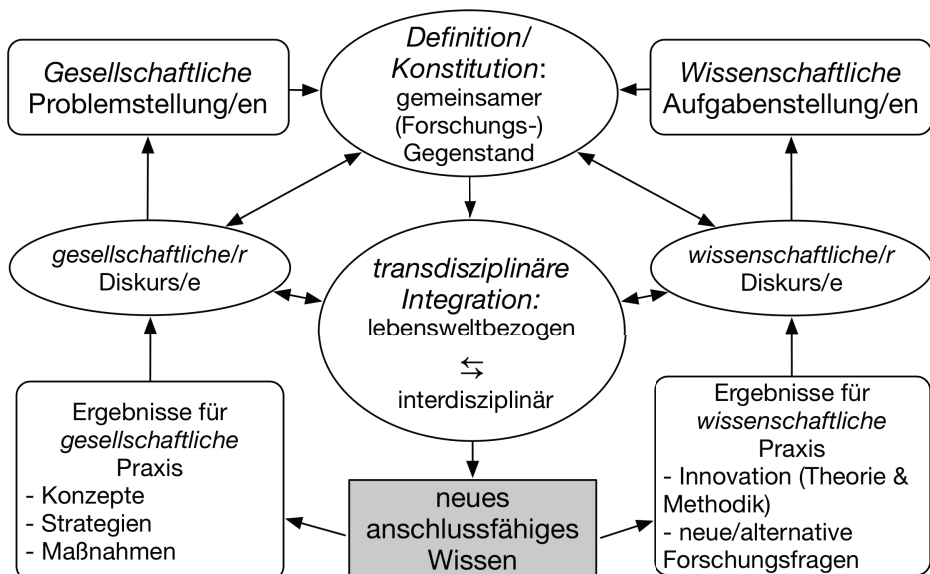 Gesellschaftliche
Problemstellung/en
Definition/
Konstitution:
gemeinsamer
(Forschungs-)
Gegenstand
Wissenschaftliche
Aufgabenstellung/en
gesellschaftliche/r
Diskurs/e
transdisziplinäre
Integration:
lebensweltbezogen
⇆
interdisziplinär
wissenschaftliche/r
Diskurs/e
Ergebnisse für
gesellschaftliche
Praxis
- Konzepte
- Strategien
- Maßnahmen
neues
anschlussfähiges
Wissen
Ergebnisse für
wissenschaftliche
Praxis
- Innovation (Theorie &
Methodik)
- neue/alternative
Forschungsfragen